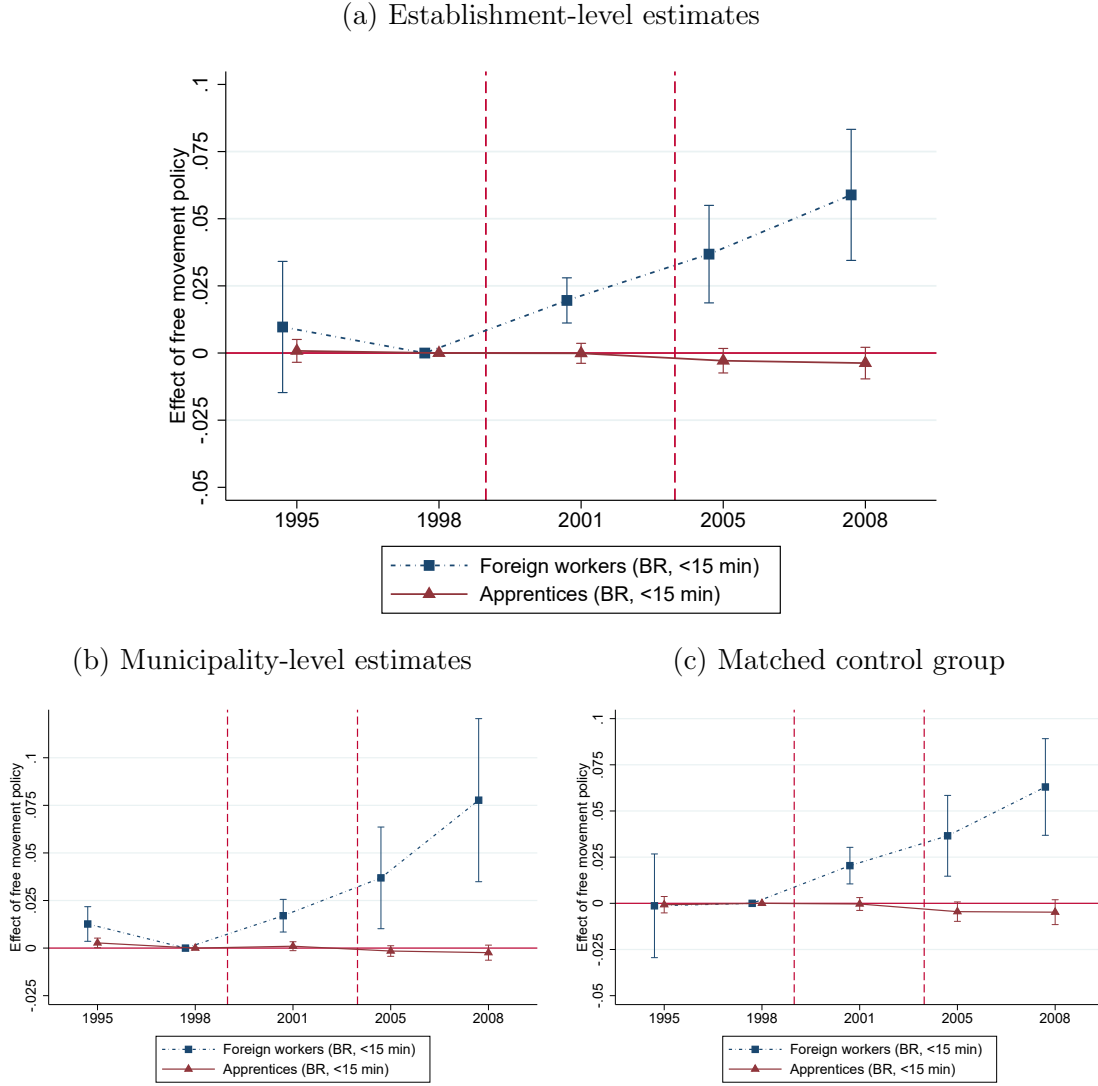 (a) Establishment-level estimates
Effect of free movement policy
.1
.075
.05
.025
0
-.025
-.05
1995 1998 2001 2005 2008
Foreign workers (BR, <15 min)
Apprentices (BR, <15 min)
(b) Municipality-level estimates
Effect of free movement policy
.1
.075
.05
.025
0
-.025
1995 1998 2001 2005 2008
Foreign workers (BR, <15 min)
Apprentices (BR, <15 min)
(c) Matched control group
Effect of free movement policy
.1
.075
.05
.025
0
-.025
-.05
1995 1998 2001 2005 2008
Foreign workers (BR, <15 min)
Apprentices (BR, <15 min)